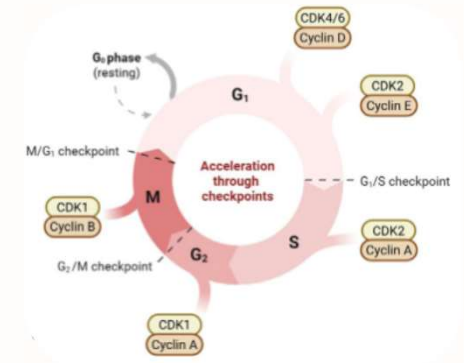 CDK4/6
Cyclin D
G₀ phase
(resting)
G₁
CDK2
Cyclin E
M/G₁ checkpoint
Acceleration
through
checkpoints
G₁/S checkpoint
M
CDK1
Cyclin B
CDK2
Cyclin A
S
G₂
G₂/M checkpoint
CDK1
Cyclin A